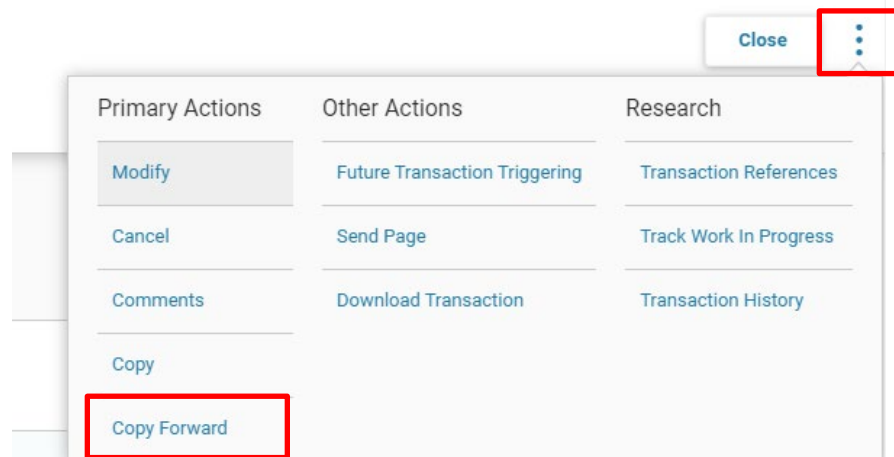 Close
Primary Actions
Other Actions
Research
Modify
Future Transaction Triggering
Transaction References
Cancel
Send Page
Track Work In Progress
Comments
Download Transaction
Transaction History
Copy
Copy Forward